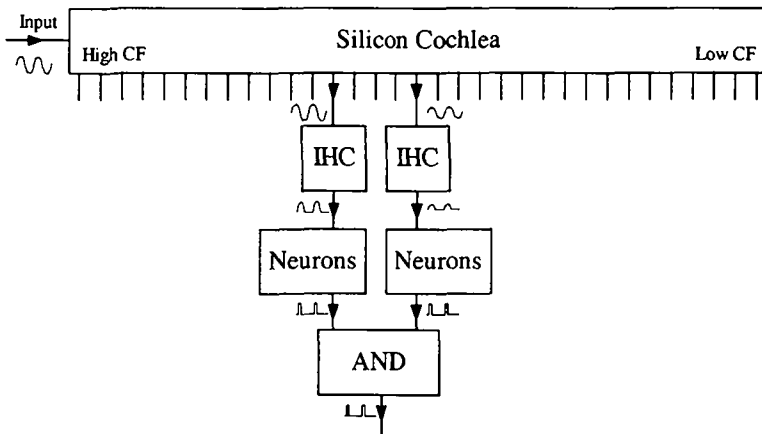 Input
Silicon Cochlea
High CF
Low CF
IHC
IHC
Neurons
Neurons
AND